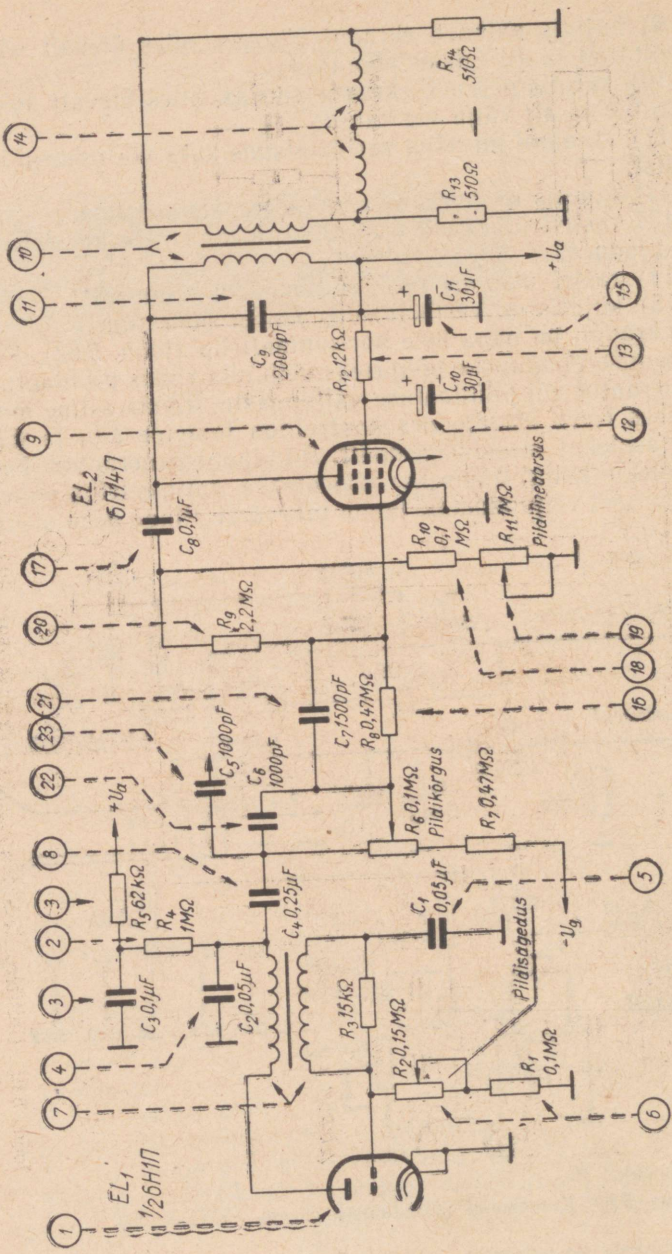 EL₁
1/2 6Н1П
EL₂
6П14П
1
7
4
3
2
3
8
22
23
21
20
17
9
11
10
14
C₃ 0,1μF
R₅ 62kΩ
+Uₐ
R₄
1MΩ
C₂ 0,05μF
C₄ 0,25μF
C₅ 1000pF
C₆
1000pF
C₇ 1500pF
R₈ 0,47MΩ
R₉
2,2MΩ
C₈ 0,1μF
C₉
2000pF
R₁₂ 12kΩ
+
C₁₀
30μF
+
C₁₁
30μF
+Uₐ
R₁₃
510Ω
R₁₄
510Ω
R₃ 15kΩ
R₂ 0,15MΩ
R₁
0,1MΩ
Pildisagedus
C₁
0,05μF
R₆ 0,1MΩ
Pildikõrgus
R₇ 0,47MΩ
-U_g
R₁₀
0,1
MΩ
R₁₁ 1MΩ
Pildilineaarsus
6
5
16
18
19
12
13
15